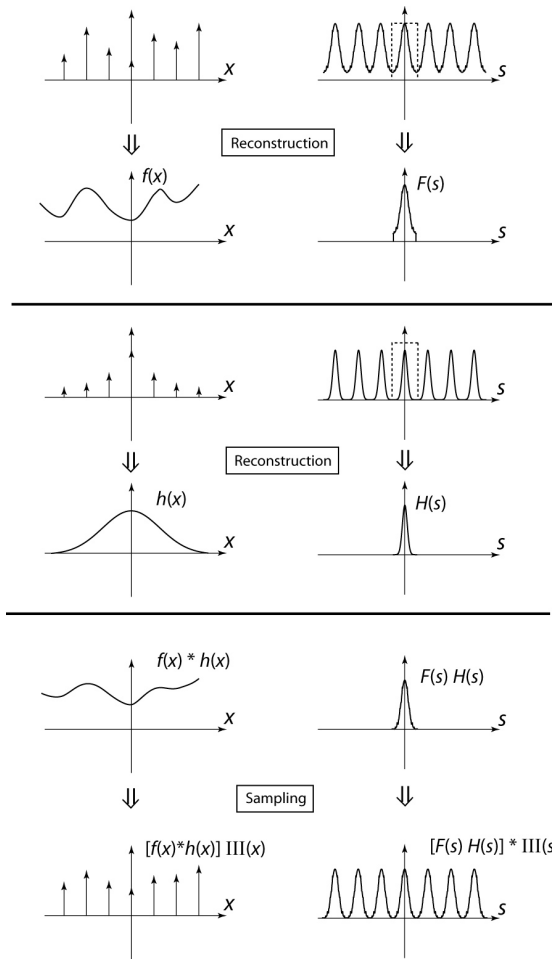 x s
Reconstruction
f(x) F(s)
x s
x s
Reconstruction
h(x) H(s)
x s
f(x) * h(x) F(s) H(s)
x s
Sampling
[f(x)*h(x)] III(x) [F(s) H(s)] * III(s
x s